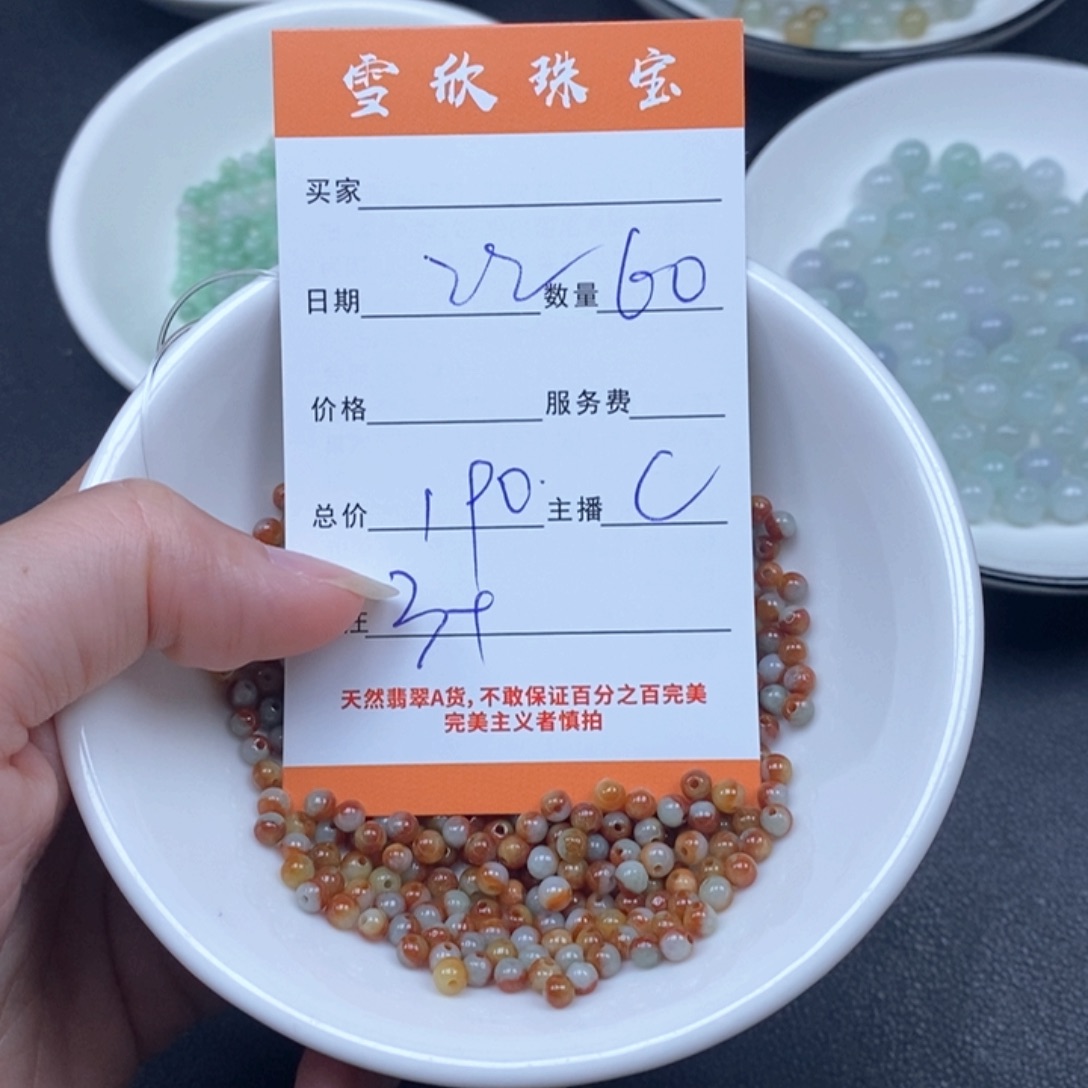 雪欣珠宝
买家
日期 22 数量 60
价格 服务费
总价 190. 主播 C
注
天然翡翠A货,不敢保证百分之百完美
完美主义者慎拍